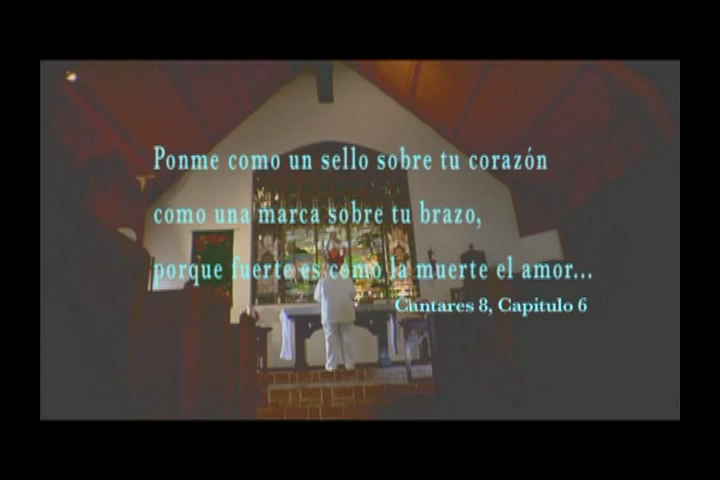 Ponme como un sello sobre tu corazón
como una marca sobre tu brazo,
porque fuerte es como la muerte el amor...
Cantares 8, Capitulo 6